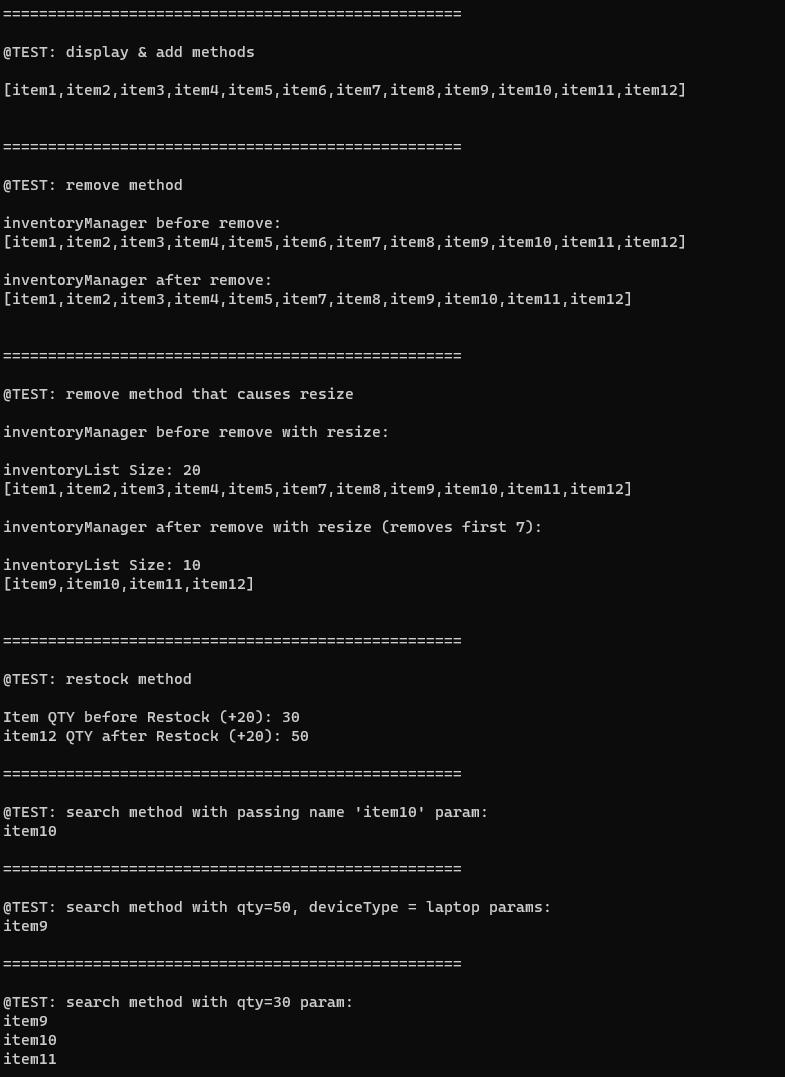 ===================================================
@TEST: display & add methods
[item1,item2,item3,item4,item5,item6,item7,item8,item9,item10,item11,item12]
===================================================
@TEST: remove method
inventoryManager before remove:
[item1,item2,item3,item4,item5,item6,item7,item8,item9,item10,item11,item12]
inventoryManager after remove:
[item1,item2,item3,item4,item5,item7,item8,item9,item10,item11,item12]
===================================================
@TEST: remove method that causes resize
inventoryManager before remove with resize:
inventoryList Size: 20
[item1,item2,item3,item4,item5,item7,item8,item9,item10,item11,item12]
inventoryManager after remove with resize (removes first 7):
inventoryList Size: 10
[item9,item10,item11,item12]
===================================================
@TEST: restock method
Item QTY before Restock (+20): 30
item12 QTY after Restock (+20): 50
===================================================
@TEST: search method with passing name 'item10' param:
item10
===================================================
@TEST: search method with qty=50, deviceType = laptop params:
item9
===================================================
@TEST: search method with qty=30 param:
item9
item10
item11